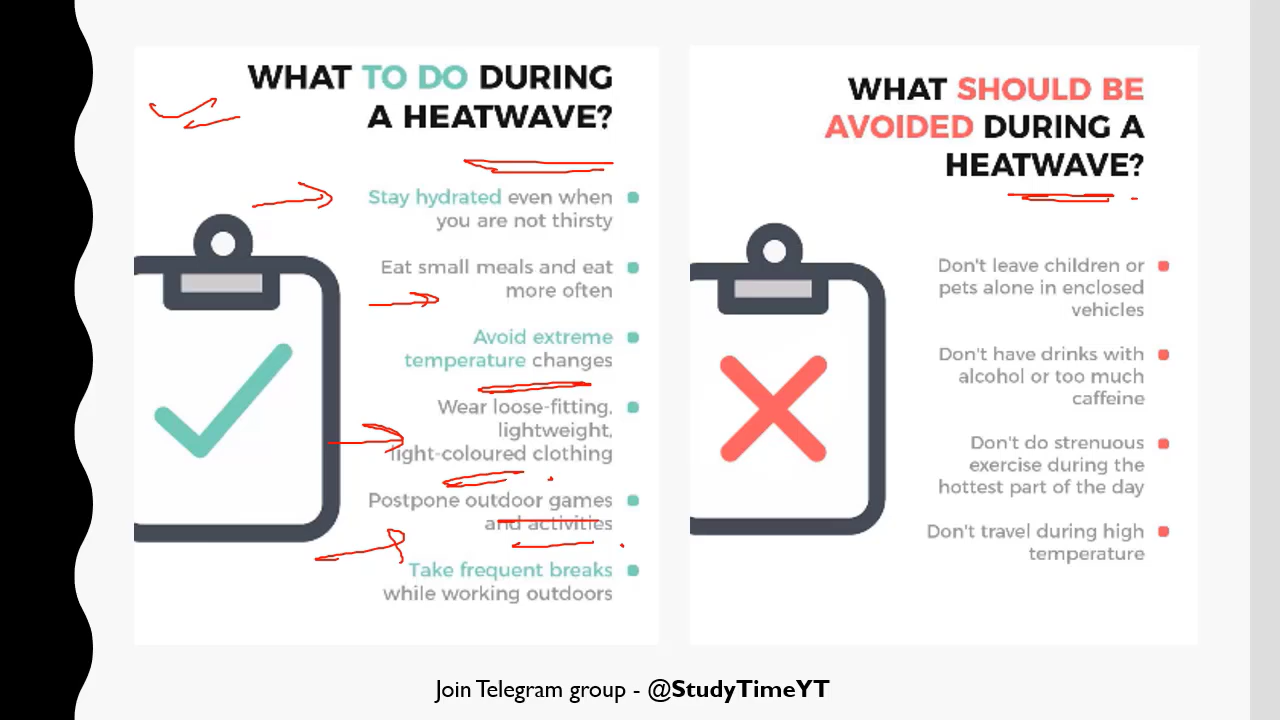 WHAT TO DO DURING
A HEATWAVE?
Stay hydrated even when
you are not thirsty
Eat small meals and eat
more often
Avoid extreme
temperature changes
Wear loose-fitting,
lightweight,
light-coloured clothing
Postpone outdoor games
and activities
Take frequent breaks
while working outdoors
WHAT SHOULD BE
AVOIDED DURING A
HEATWAVE?
Don't leave children or
pets alone in enclosed
vehicles
Don't have drinks with
alcohol or too much
caffeine
Don't do strenuous
exercise during the
hottest part of the day
Don't travel during high
temperature
Join Telegram group - @StudyTimeYT